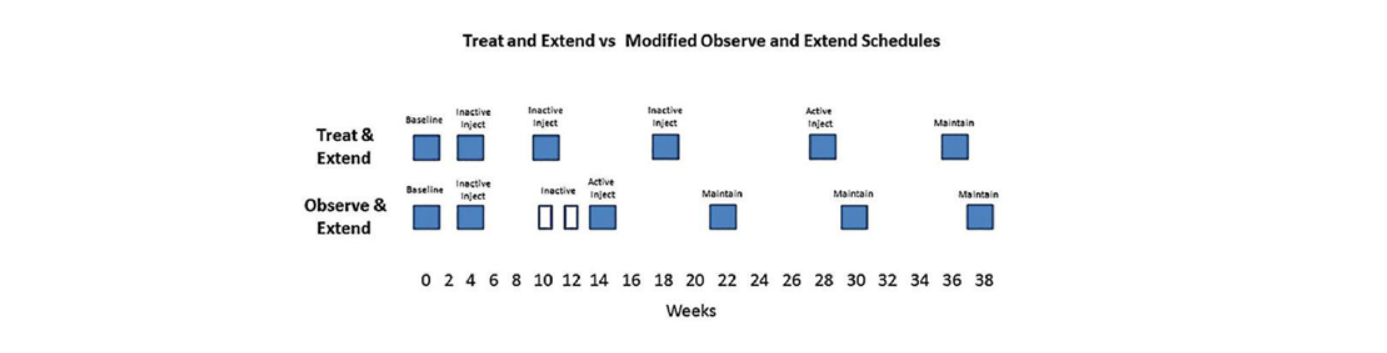 Treat and Extend vs Modified Observe and Extend Schedules
Baseline
Inactive
Inject
Inactive
Inject
Inactive
Inject
Active
Inject
Maintain
Treat &
Extend
Baseline
Inactive
Inject
Inactive
Active
Inject
Maintain
Maintain
Maintain
Observe &
Extend
0 2 4 6 8 10 12 14 16 18 20 22 24 26 28 30 32 34 36 38
Weeks